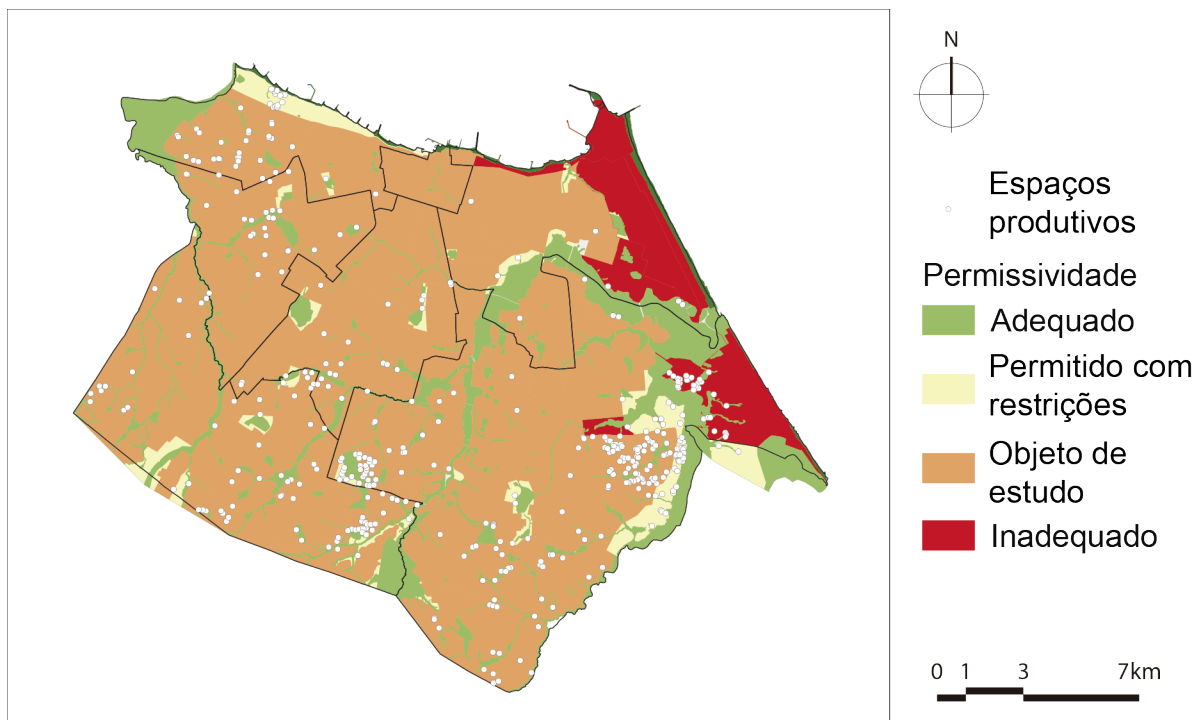 N
Espaços
produtivos
Permissividade
Adequado
Permitido com
restrições
Objeto de
estudo
Inadequado
0 1 3 7km